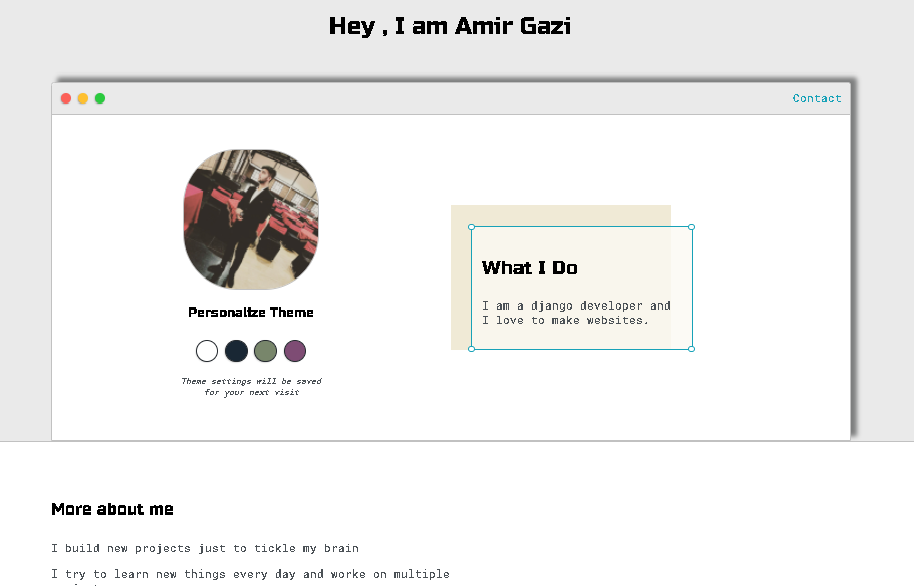 Hey , I am Amir Gazi
Contact
Personalize Theme
Theme settings will be saved
for your next visit
What I Do
I am a django developer and
I love to make websites.
More about me
I build new projects just to tickle my brain
I try to learn new things every day and worke on multiple